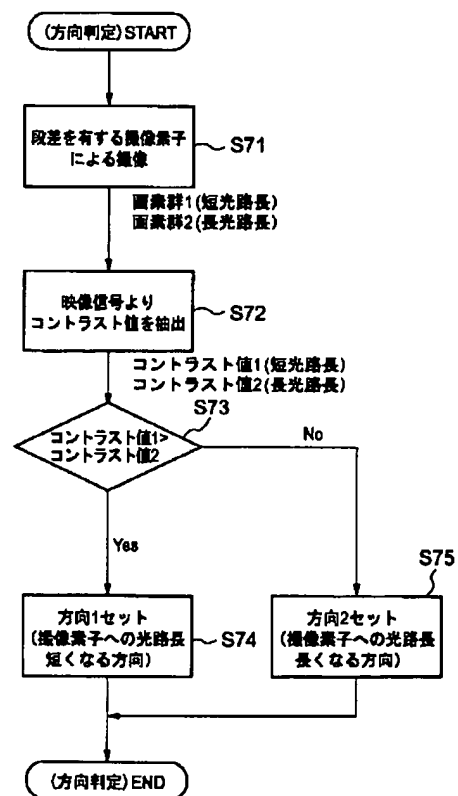 (方向判定)START
段差を有する撮像素子
による撮像
S71
画素群1(短光路長)
画素群2(長光路長)
映像信号より
コントラスト値を抽出
S72
コントラスト値1(短光路長)
コントラスト値2(長光路長)
S73
コントラスト値1>
コントラスト値2
No
Yes
S75
方向1セット
(撮像素子への光路長
短くなる方向)
S74
方向2セット
(撮像素子への光路長
長くなる方向)
(方向判定)END